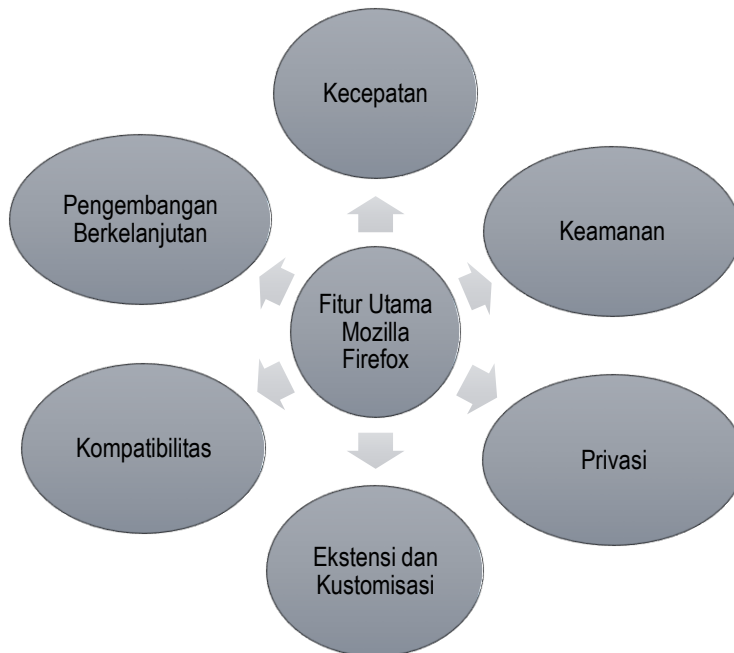 Kecepatan
Pengembangan
Berkelanjutan
Keamanan
Fitur Utama
Mozilla
Firefox
Kompatibilitas
Privasi
Ekstensi dan
Kustomisasi